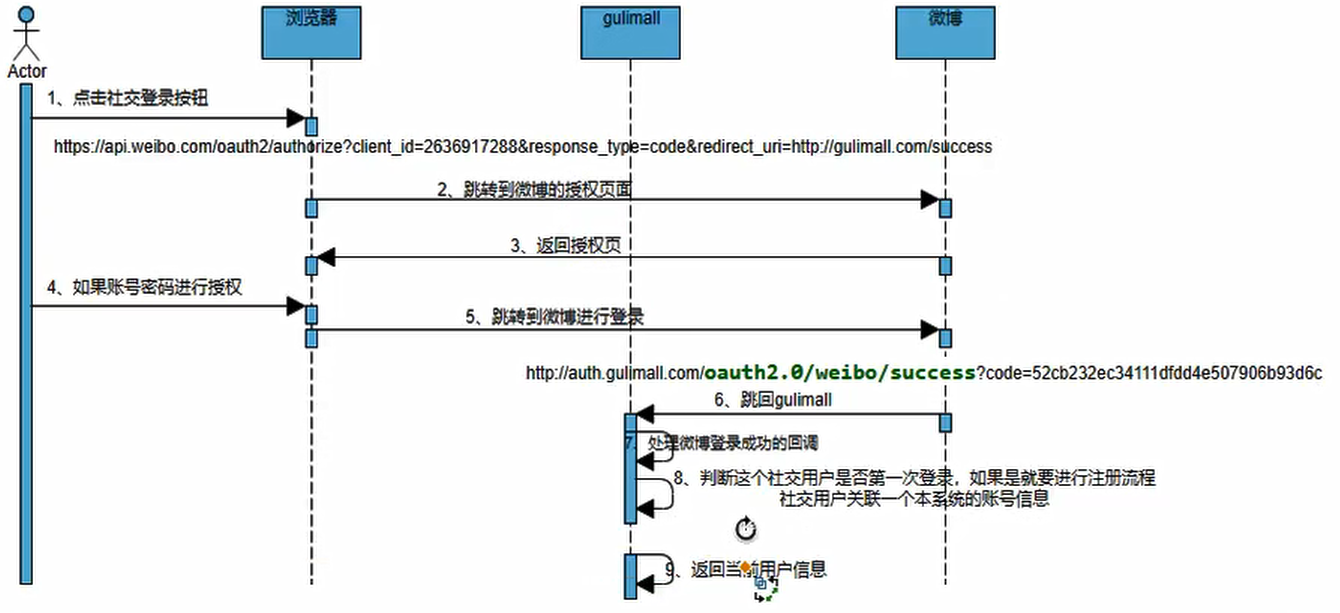 浏览器
gulimall
微博
Actor
1、点击社交登录按钮
https://api.weibo.com/oauth2/authorize?client_id=2636917288&response_type=code&redirect_uri=http://gulimall.com/success
2、跳转到微博的授权页面
3、返回授权页
4、如果账号密码进行授权
5、跳转到微博进行登录
http://auth.gulimall.com/oauth2.0/weibo/success?code=52cb232ec34111dfdd4e507906b93d6c
6、跳回gulimall
7、处理微博登录成功的回调
8、判断这个社交用户是否第一次登录，如果是就要进行注册流程
社交用户关联一个本系统的账号信息
9、返回当前用户信息